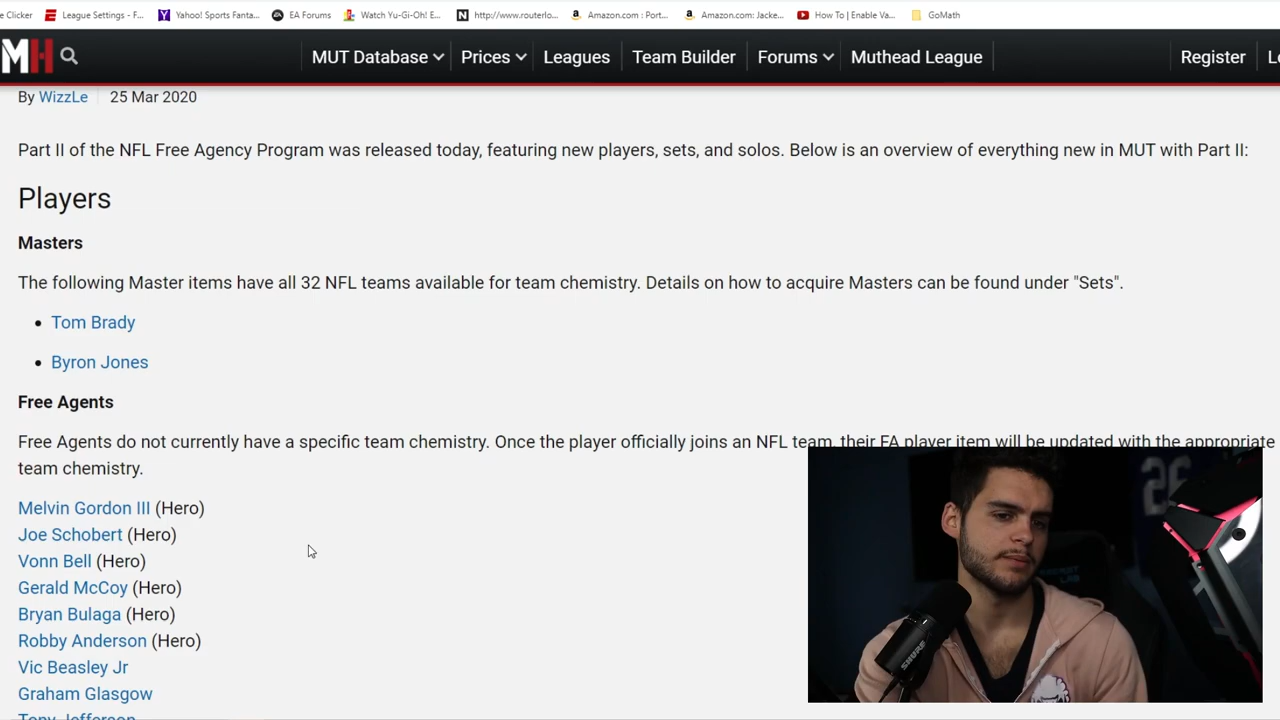 e Clicker League Settings - F... Yahoo! Sports Fanta... EA Forums Watch Yu-Gi-Oh! E... http://www.routerlo... Amazon.com : Port... Amazon.com: Jacke... How To | Enable Va... GoMath
MH MUT Database Prices Leagues Team Builder Forums Muthead League Register L
By WizzLe 25 Mar 2020
Part II of the NFL Free Agency Program was released today, featuring new players, sets, and solos. Below is an overview of everything new in MUT with Part II:
Players
Masters
The following Master items have all 32 NFL teams available for team chemistry. Details on how to acquire Masters can be found under "Sets".
• Tom Brady
• Byron Jones
Free Agents
Free Agents do not currently have a specific team chemistry. Once the player officially joins an NFL team, their FA player item will be updated with the appropriate
team chemistry.
Melvin Gordon III (Hero)
Joe Schobert (Hero)
Vonn Bell (Hero)
Gerald McCoy (Hero)
Bryan Bulaga (Hero)
Robby Anderson (Hero)
Vic Beasley Jr
Graham Glasgow
Tony Jefferson
26
SHURE